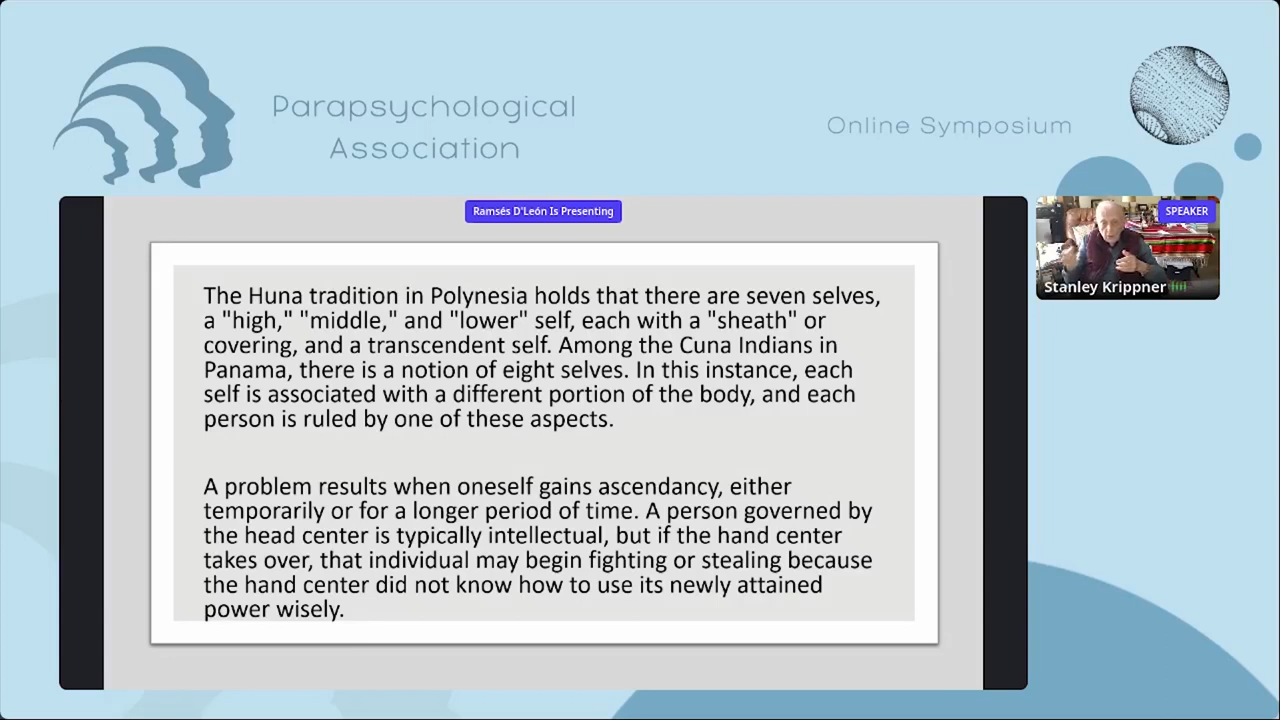 Parapsychological
Association
Online Symposium
Ramsés D'León Is Presenting
SPEAKER
Stanley Krippner
The Huna tradition in Polynesia holds that there are seven selves,
a "high," "middle," and "lower" self, each with a "sheath" or
covering, and a transcendent self. Among the Cuna Indians in
Panama, there is a notion of eight selves. In this instance, each
self is associated with a different portion of the body, and each
person is ruled by one of these aspects.
A problem results when oneself gains ascendancy, either
temporarily or for a longer period of time. A person governed by
the head center is typically intellectual, but if the hand center
takes over, that individual may begin fighting or stealing because
the hand center did not know how to use its newly attained
power wisely.